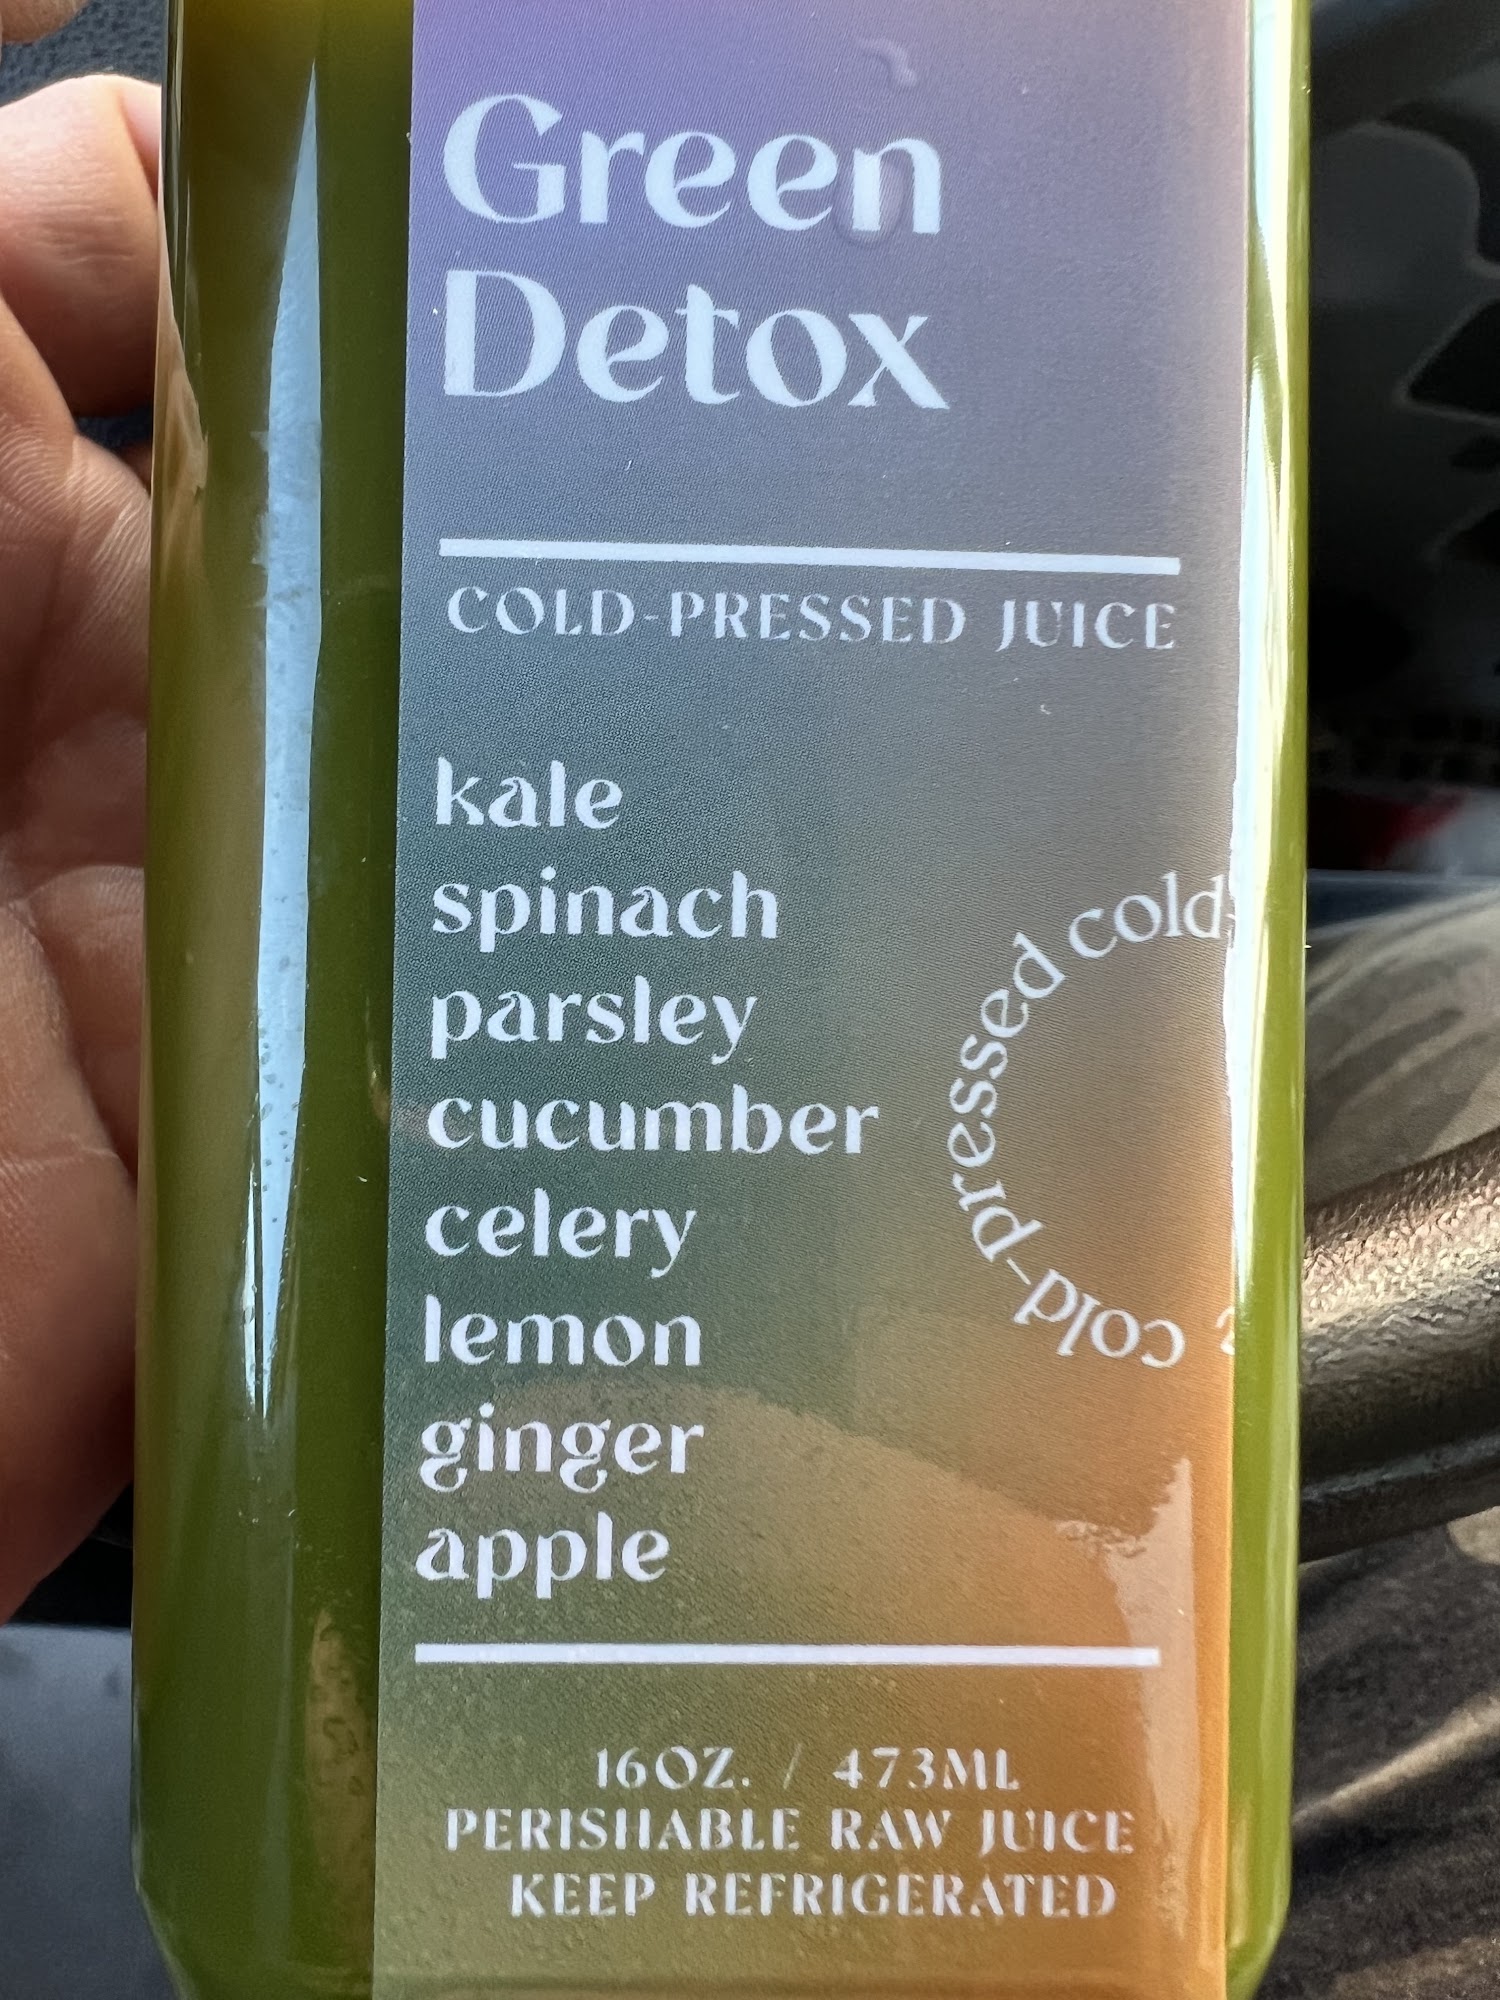 Green
Detox
COLD-PRESSED JUICE
kale
spinach
parsley
cucumber
celery
lemon
ginger
apple
cold-pressed cold-
16OZ. / 473ML
PERISHABLE RAW JUICE
KEEP REFRIGERATED